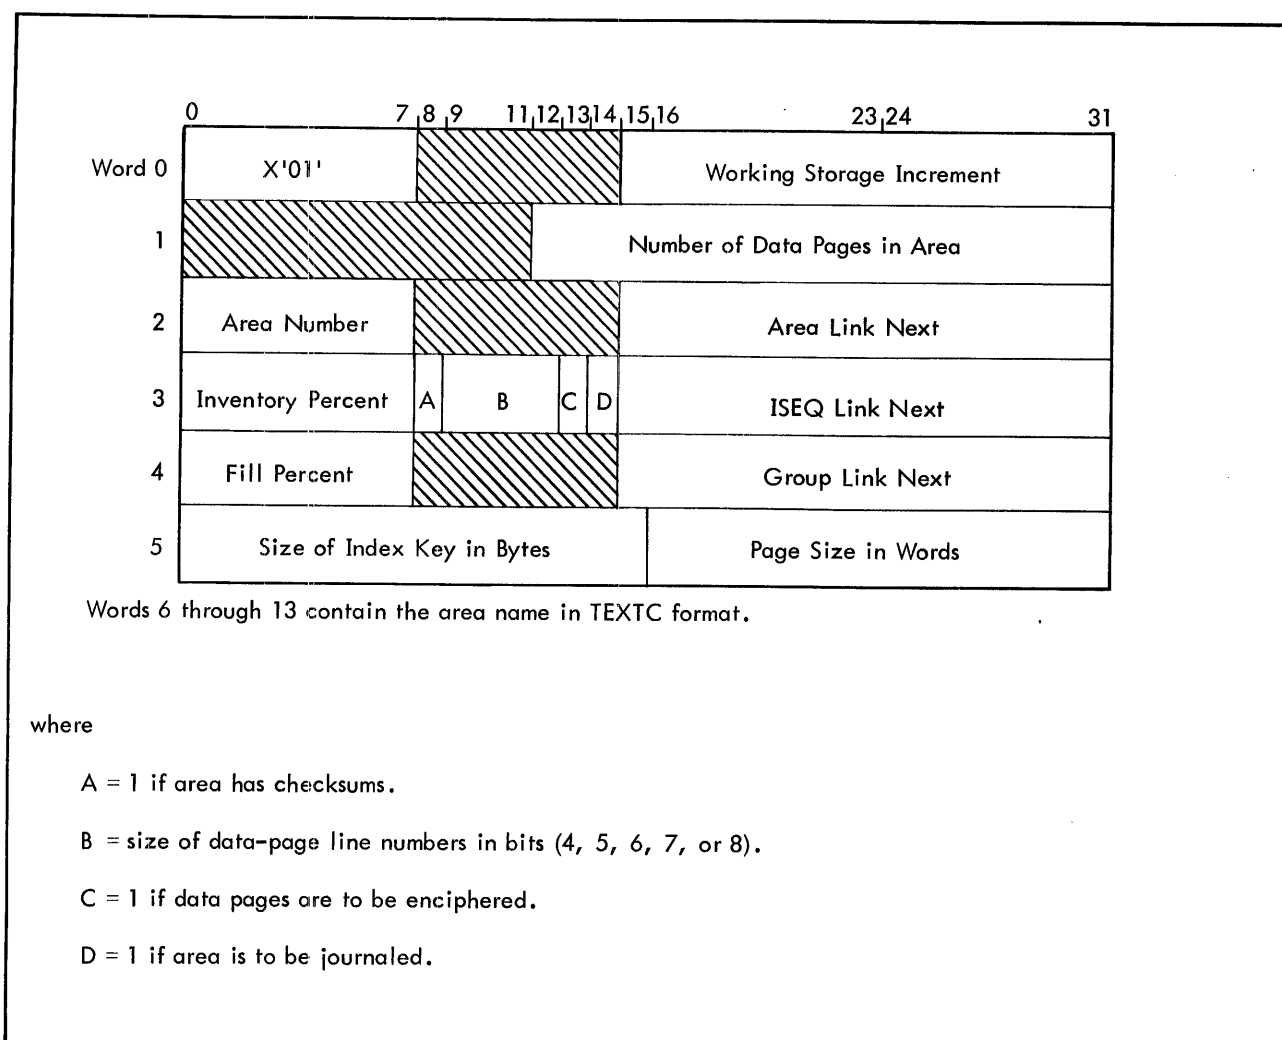 0 7 8 9 11 12 13 14 15 16 23 24 31
Word 0 X'01' Working Storage Increment
1 Number of Data Pages in Area
2 Area Number Area Link Next
3 Inventory Percent A B C D ISEQ Link Next
4 Fill Percent Group Link Next
5 Size of Index Key in Bytes Page Size in Words
Words 6 through 13 contain the area name in TEXTC format.
where
A = 1 if area has checksums.
B = size of data-page line numbers in bits (4, 5, 6, 7, or 8).
C = 1 if data pages are to be enciphered.
D = 1 if area is to be journaled.